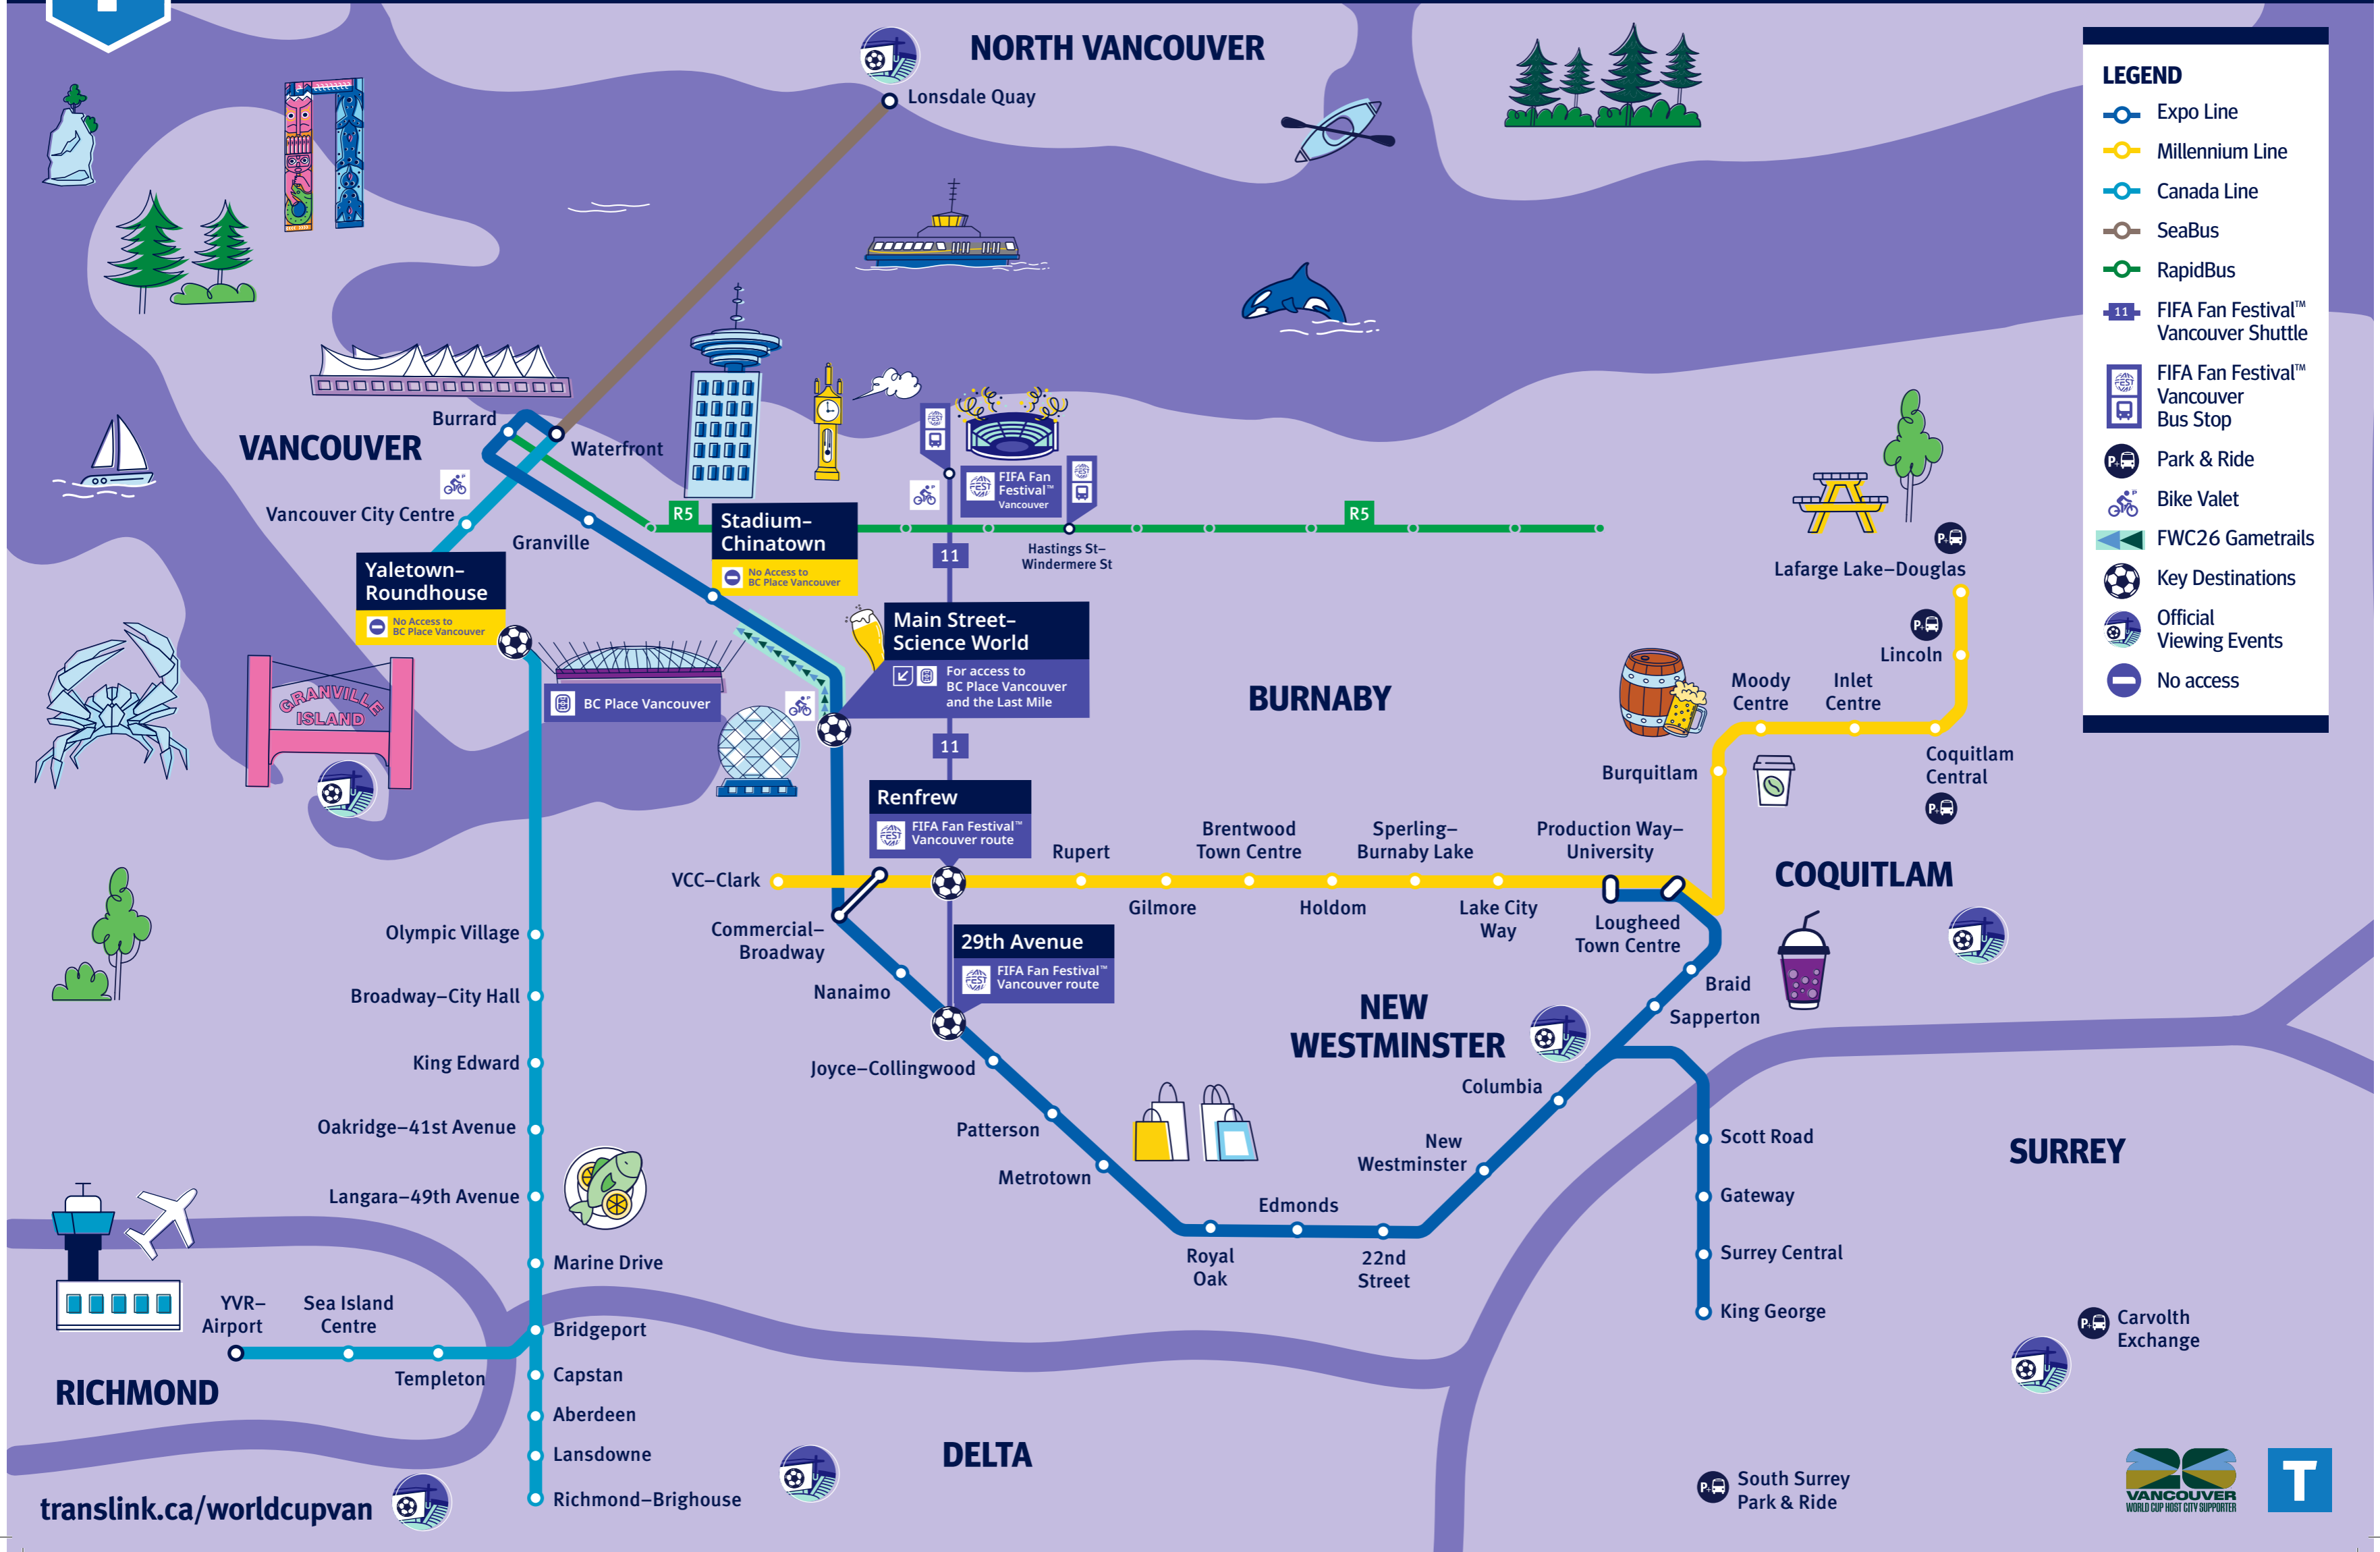 NORTH VANCOUVER
Lonsdale Quay
LEGEND
Expo Line
Millennium Line
Canada Line
SeaBus
RapidBus
11
FIFA Fan Festival™
Vancouver Shuttle
FIFA Fan Festival™
Vancouver
Bus Stop
P+
Park & Ride
P
Bike Valet
FWC26 Gametrails
Key Destinations
Official
Viewing Events
No access
Burrard
VANCOUVER
Waterfront
Vancouver City Centre
Granville
R5
Stadium–
Chinatown
No Access to
BC Place Vancouver
FIFA Fan
Festival™
Vancouver
R5
Hastings St–
Windermere St
11
Yaletown–
Roundhouse
No Access to
BC Place Vancouver
GRANVILLE
ISLAND
BC Place Vancouver
Main Street–
Science World
For access to
BC Place Vancouver
and the Last Mile
11
BURNABY
P+
Lafarge Lake–Douglas
P+
Lincoln
Moody
Centre
Inlet
Centre
Coquitlam
Central
P+
Burquitlam
COQUITLAM
Renfrew
FIFA Fan Festival™
Vancouver route
VCC–Clark
Rupert
Gilmore
Brentwood
Town Centre
Holdom
Sperling–
Burnaby Lake
Lake City
Way
Production Way–
University
Lougheed
Town Centre
Commercial–
Broadway
Nanaimo
29th Avenue
FIFA Fan Festival™
Vancouver route
Joyce–Collingwood
Patterson
Metrotown
Royal
Oak
Edmonds
22nd
Street
New
Westminster
Columbia
NEW
WESTMINSTER
Sapperton
Braid
Scott Road
Gateway
Surrey Central
King George
SURREY
Olympic Village
Broadway–City Hall
King Edward
Oakridge–41st Avenue
Langara–49th Avenue
Marine Drive
Bridgeport
Capstan
Aberdeen
Lansdowne
Richmond–Brighouse
YVR–
Airport
Sea Island
Centre
Templeton
RICHMOND
DELTA
P+
Carvolth
Exchange
P+
South Surrey
Park & Ride
translink.ca/worldcupvan
VANCOUVER
WORLD CUP HOST CITY SUPPORTER
T